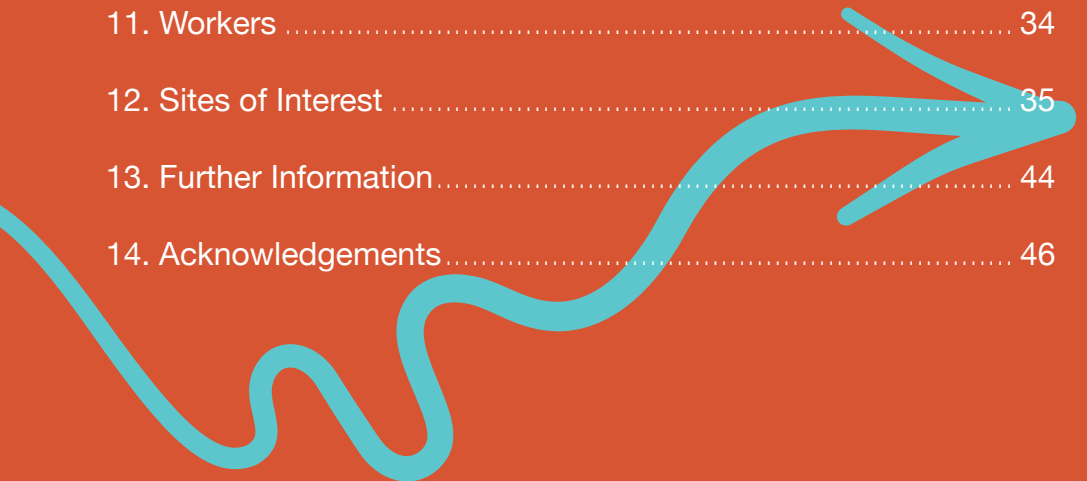 11. Workers 34
12. Sites of Interest 35
13. Further Information 44
14. Acknowledgements 46